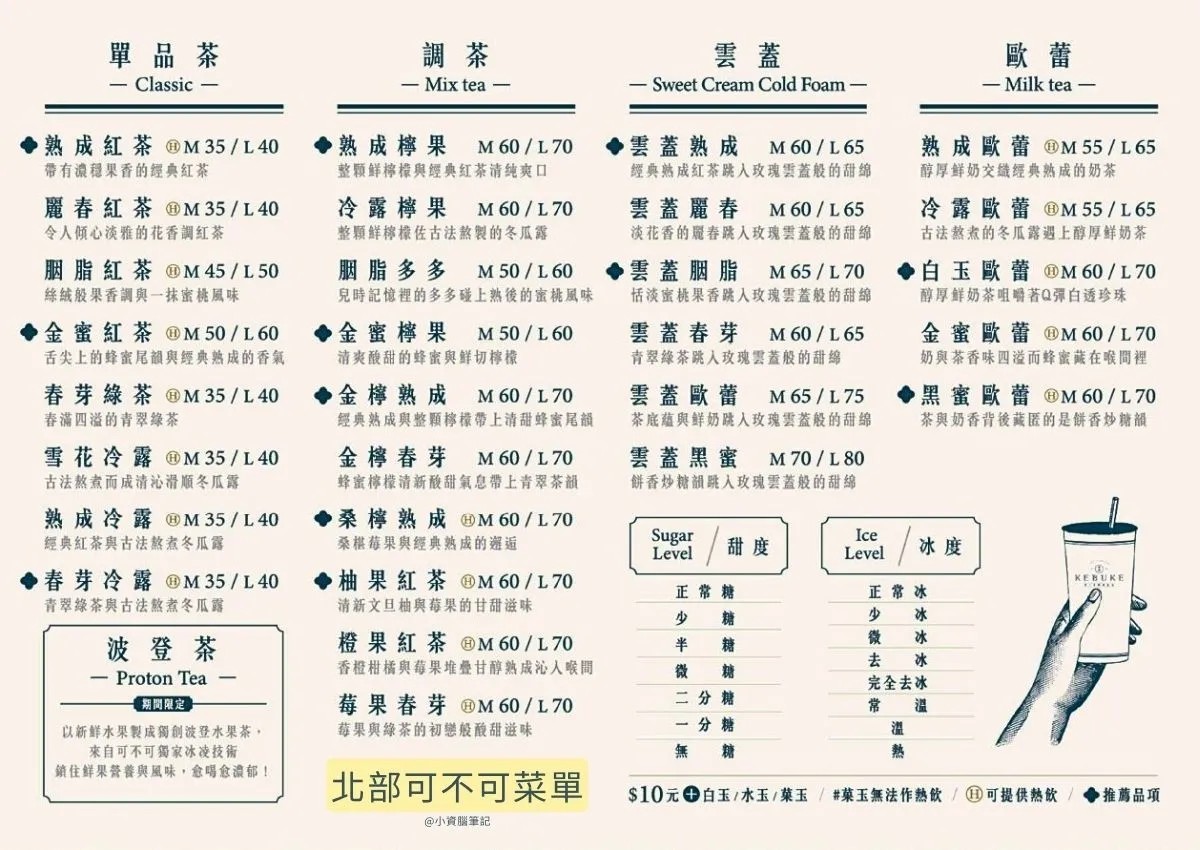 單品茶
— Classic —
熟成紅茶 ⒽM 35 / L 40
帶有濃穩果香的經典紅茶
麗春紅茶 ⒽM 35 / L 40
令人傾心淡雅的花香調紅茶
胭脂紅茶 ⒽM 45 / L 50
絲絨般果香調與一抹蜜桃風味
金蜜紅茶 ⒽM 50 / L 60
舌尖上的蜂蜜尾韻與經典熟成的香氣
春芽綠茶 ⒽM 35 / L 40
春滿四溢的青翠綠茶
雪花冷露 ⒽM 35 / L 40
古法熬煮而成清沁滑順冬瓜露
熟成冷露 ⒽM 35 / L 40
經典紅茶與古法熬煮冬瓜露
春芽冷露 ⒽM 35 / L 40
青翠綠茶與古法熬煮冬瓜露
波登茶
— Proton Tea —
期間限定
以新鮮水果製成獨創波登水果茶，
來自可不可獨家冰凌技術
鎖住鮮果營養與風味，愈喝愈濃郁！
調茶
— Mix tea —
熟成檸果 M 60 / L 70
整顆鮮檸檬與經典紅茶清純爽口
冷露檸果 M 60 / L 70
整顆鮮檸檬佐古法熬製的冬瓜露
胭脂多多 M 50 / L 60
兒時記憶裡的多多碰上熟後的蜜桃風味
金蜜檸果 M 50 / L 60
清爽酸甜的蜂蜜與鮮切檸檬
金檸熟成 M 60 / L 70
經典熟成與整顆檸檬帶上清甜蜂蜜尾韻
金檸春芽 M 60 / L 70
蜂蜜檸檬清新酸甜氣息帶上青翠茶韻
桑檸熟成 ⒽM 60 / L 70
桑椹莓果與經典熟成的邂逅
柚果紅茶 ⒽM 60 / L 70
清新文旦柚與莓果的甘甜滋味
橙果紅茶 ⒽM 60 / L 70
香橙柑橘與莓果堆疊甘醇熟成沁人喉間
莓果春芽 ⒽM 60 / L 70
莓果與綠茶的初戀般酸甜滋味
北部可不可菜單
@小資腦筆記
雲蓋
— Sweet Cream Cold Foam —
雲蓋熟成 M 60 / L 65
經典熟成紅茶跳入玫瑰雲蓋般的甜綿
雲蓋麗春 M 60 / L 65
淡花香的麗春跳入玫瑰雲蓋般的甜綿
雲蓋胭脂 M 65 / L 70
恬淡蜜桃果香跳入玫瑰雲蓋般的甜綿
雲蓋春芽 M 60 / L 65
青翠綠茶跳入玫瑰雲蓋般的甜綿
雲蓋歐蕾 M 65 / L 75
茶底蘊與鮮奶跳入玫瑰雲蓋般的甜綿
雲蓋黑蜜 M 70 / L 80
餅香炒糖韻跳入玫瑰雲蓋般的甜綿
歐蕾
— Milk tea —
熟成歐蕾 ⒽM 55 / L 65
醇厚鮮奶交織經典熟成的奶茶
冷露歐蕾 ⒽM 55 / L 65
古法熬煮的冬瓜露遇上醇厚鮮奶茶
白玉歐蕾 ⒽM 60 / L 70
醇厚鮮奶茶咀嚼著Q彈白透珍珠
金蜜歐蕾 ⒽM 60 / L 70
奶與茶香味四溢而蜂蜜藏在喉間裡
黑蜜歐蕾 ⒽM 60 / L 70
茶與奶香背後藏匿的是餅香炒糖韻
Sugar Level / 甜度
正常糖
少糖
半糖
微糖
二分糖
一分糖
無糖
Ice Level / 冰度
正常冰
少冰
微冰
去冰
完全去冰
常溫
溫
熱
KEBUKE
$10元➕白玉/水玉/菓玉 / #菓玉無法作熱飲 / Ⓗ可提供熱飲 / 推薦品項